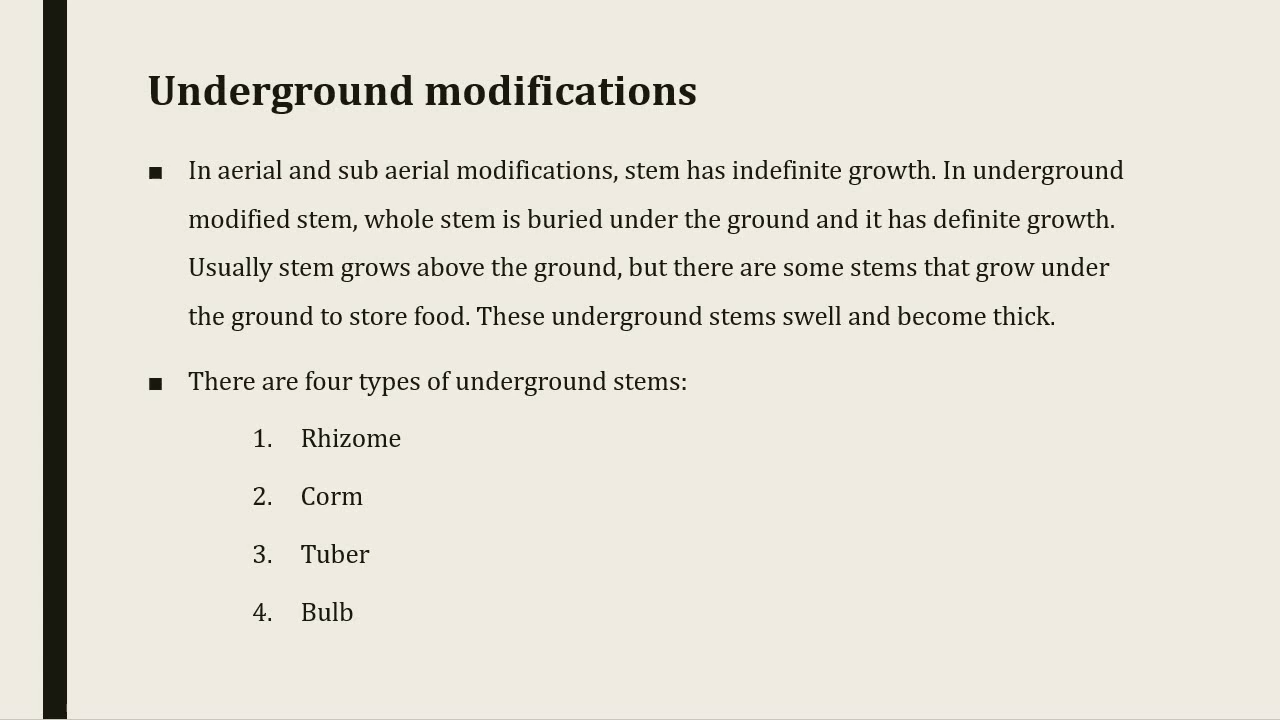 Underground modifications
▪ In aerial and sub aerial modifications, stem has indefinite growth. In underground
modified stem, whole stem is buried under the ground and it has definite growth.
Usually stem grows above the ground, but there are some stems that grow under
the ground to store food. These underground stems swell and become thick.
▪ There are four types of underground stems:
1. Rhizome
2. Corm
3. Tuber
4. Bulb